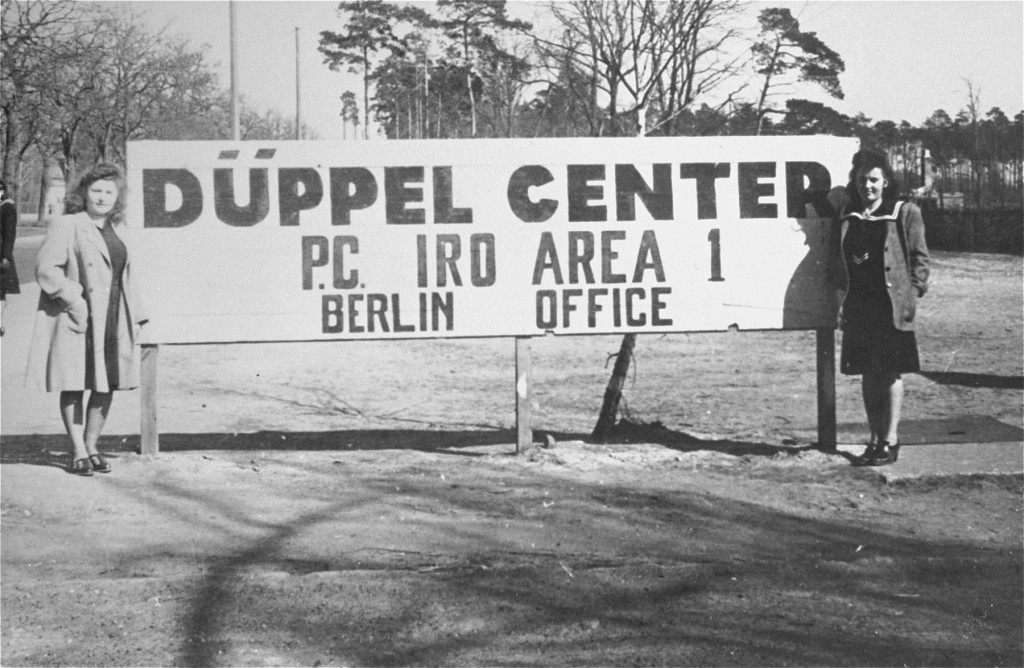 DÜPPEL CENTER
P.C. IRO AREA 1
BERLIN OFFICE